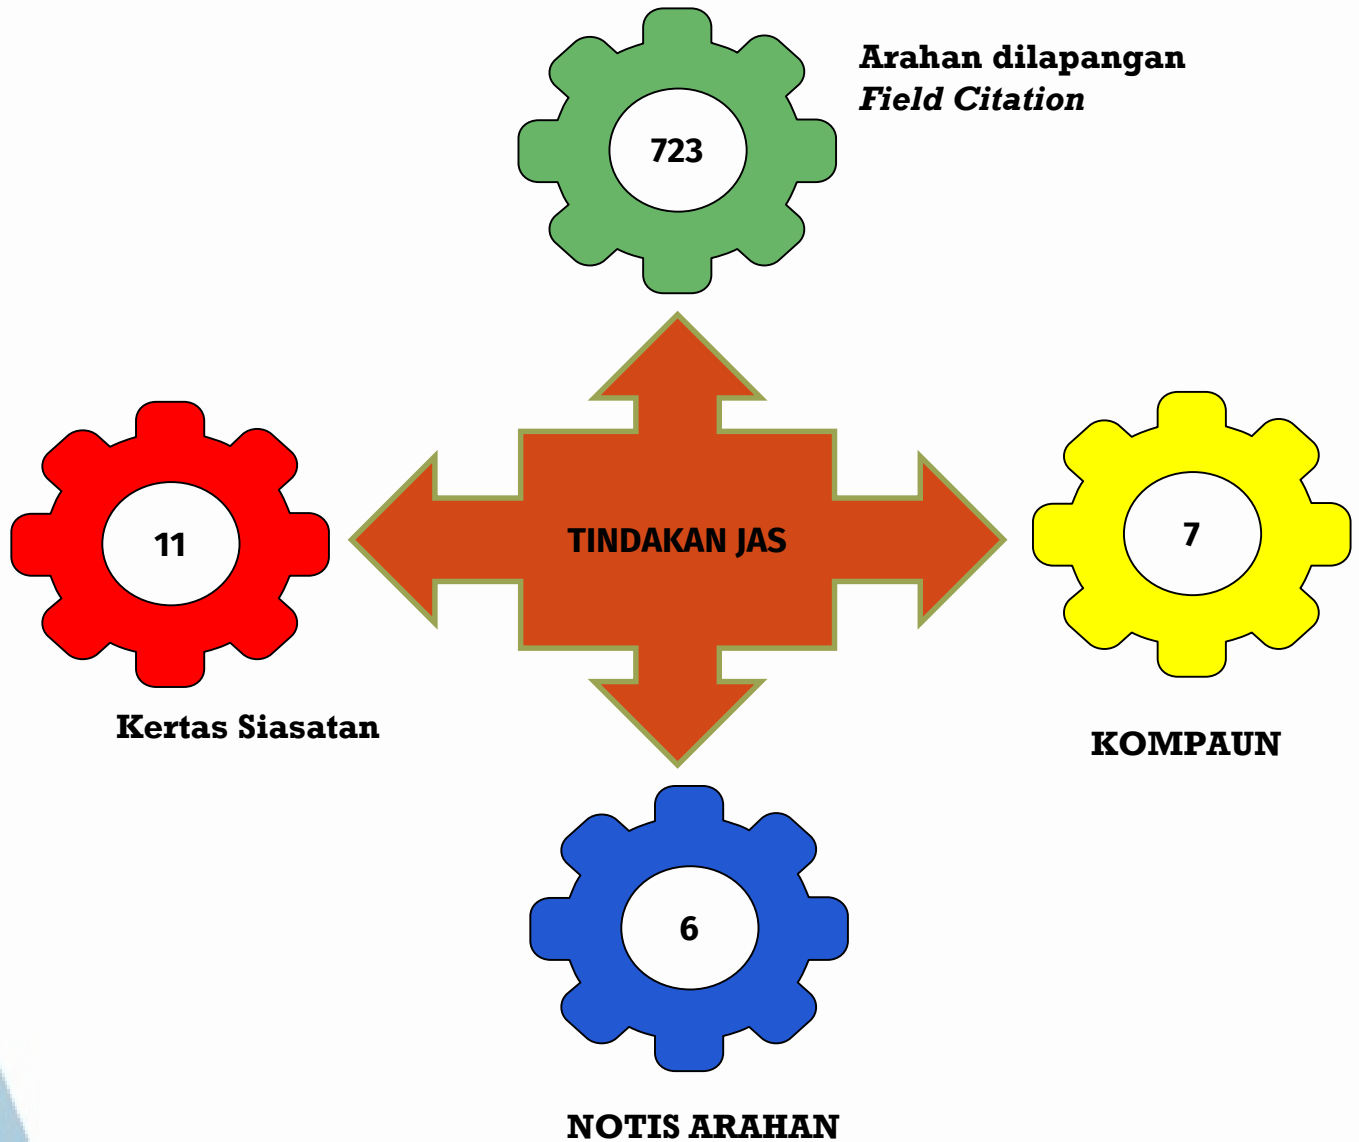 Arahan dilapangan
Field Citation
723
11
TINDAKAN JAS
7
Kertas Siasatan
KOMPAUN
6
NOTIS ARAHAN